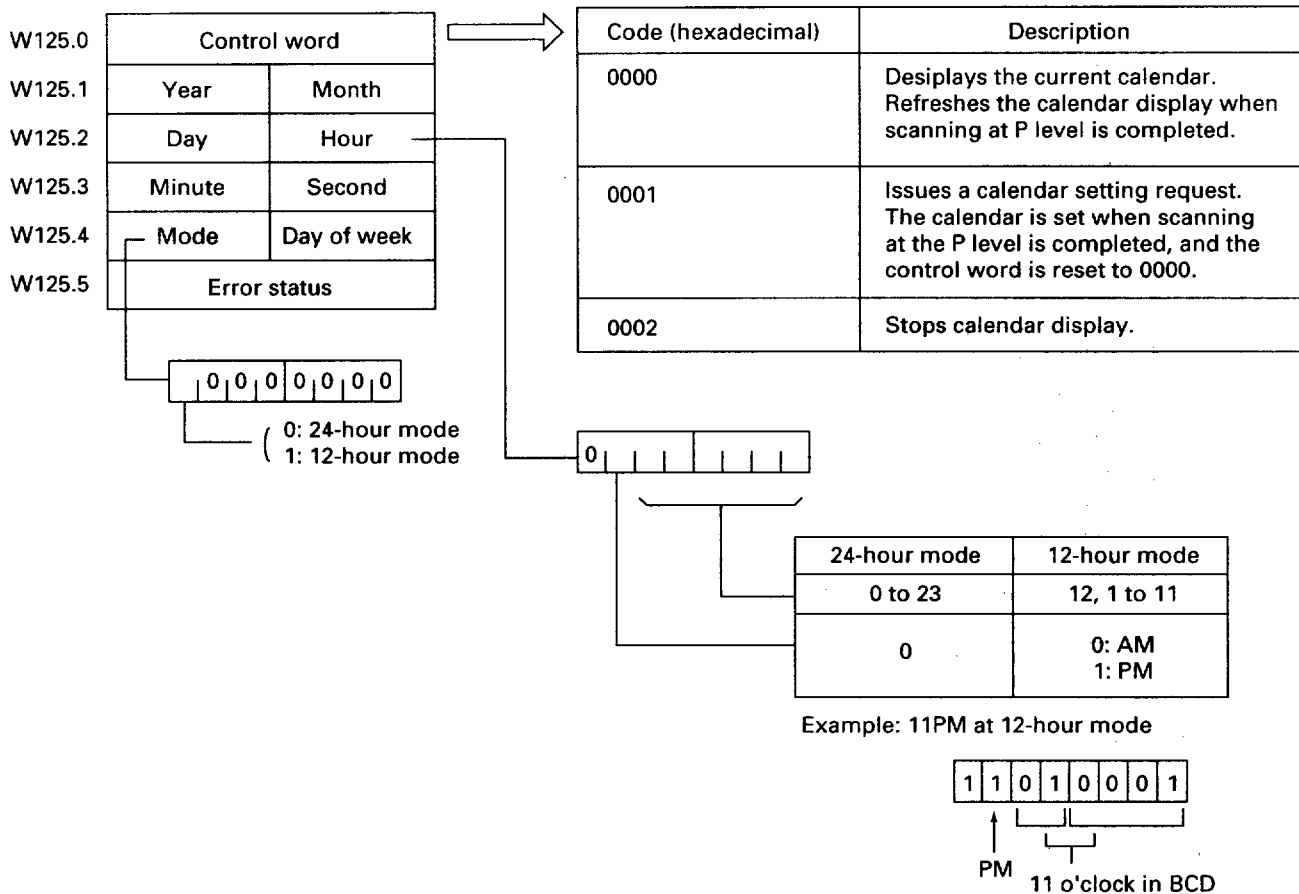 W125.0 Control word
W125.1 Year Month
W125.2 Day Hour
W125.3 Minute Second
W125.4 Mode Day of week
W125.5 Error status
Code (hexadecimal) Description
0000 Desiplays the current calendar.
Refreshes the calendar display when
scanning at P level is completed.
0001 Issues a calendar setting request.
The calendar is set when scanning
at the P level is completed, and the
control word is reset to 0000.
0002 Stops calendar display.
0 0 0 0 0 0 0
0: 24-hour mode
1: 12-hour mode
0
24-hour mode 12-hour mode
0 to 23 12, 1 to 11
0 0: AM
1: PM
Example: 11PM at 12-hour mode
1 1 0 1 0 0 0 1
PM
11 o'clock in BCD